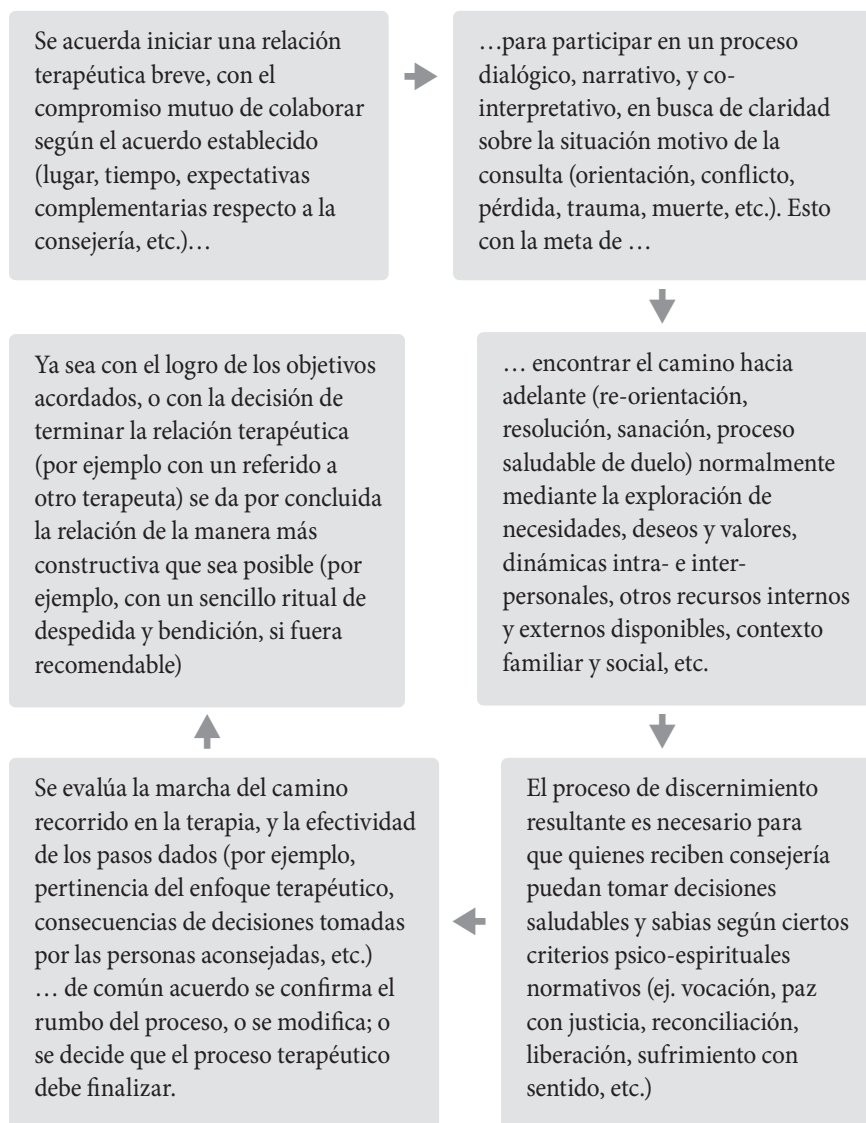 Se acuerda iniciar una relación
terapéutica breve, con el
compromiso mutuo de colaborar
según el acuerdo establecido
(lugar, tiempo, expectativas
complementarias respecto a la
consejería, etc.)…
…para participar en un proceso
dialógico, narrativo, y co-
interpretativo, en busca de claridad
sobre la situación motivo de la
consulta (orientación, conflicto,
pérdida, trauma, muerte, etc.). Esto
con la meta de …
… encontrar el camino hacia
adelante (re-orientación,
resolución, sanación, proceso
saludable de duelo) normalmente
mediante la exploración de
necesidades, deseos y valores,
dinámicas intra- e inter-
personales, otros recursos internos
y externos disponibles, contexto
familiar y social, etc.
El proceso de discernimiento
resultante es necesario para
que quienes reciben consejería
puedan tomar decisiones
saludables y sabias según ciertos
criterios psico-espirituales
normativos (ej. vocación, paz
con justicia, reconciliación,
liberación, sufrimiento con
sentido, etc.)
Se evalúa la marcha del camino
recorrido en la terapia, y la efectividad
de los pasos dados (por ejemplo,
pertinencia del enfoque terapéutico,
consecuencias de decisiones tomadas
por las personas aconsejadas, etc.)
… de común acuerdo se confirma el
rumbo del proceso, o se modifica; o
se decide que el proceso terapéutico
debe finalizar.
Ya sea con el logro de los objetivos
acordados, o con la decisión de
terminar la relación terapéutica
(por ejemplo con un referido a
otro terapeuta) se da por concluida
la relación de la manera más
constructiva que sea posible (por
ejemplo, con un sencillo ritual de
despedida y bendición, si fuera
recomendable)